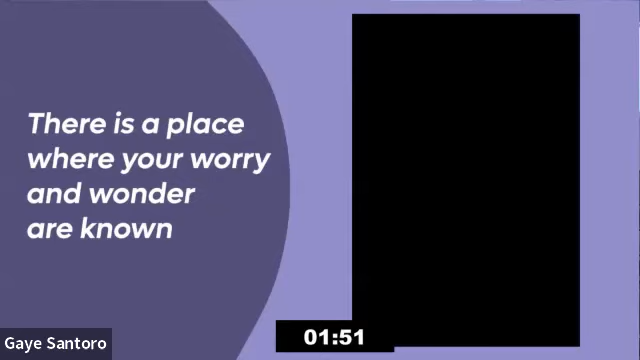 There is a place
where your worry
and wonder
are known
01:51
Gaye Santoro